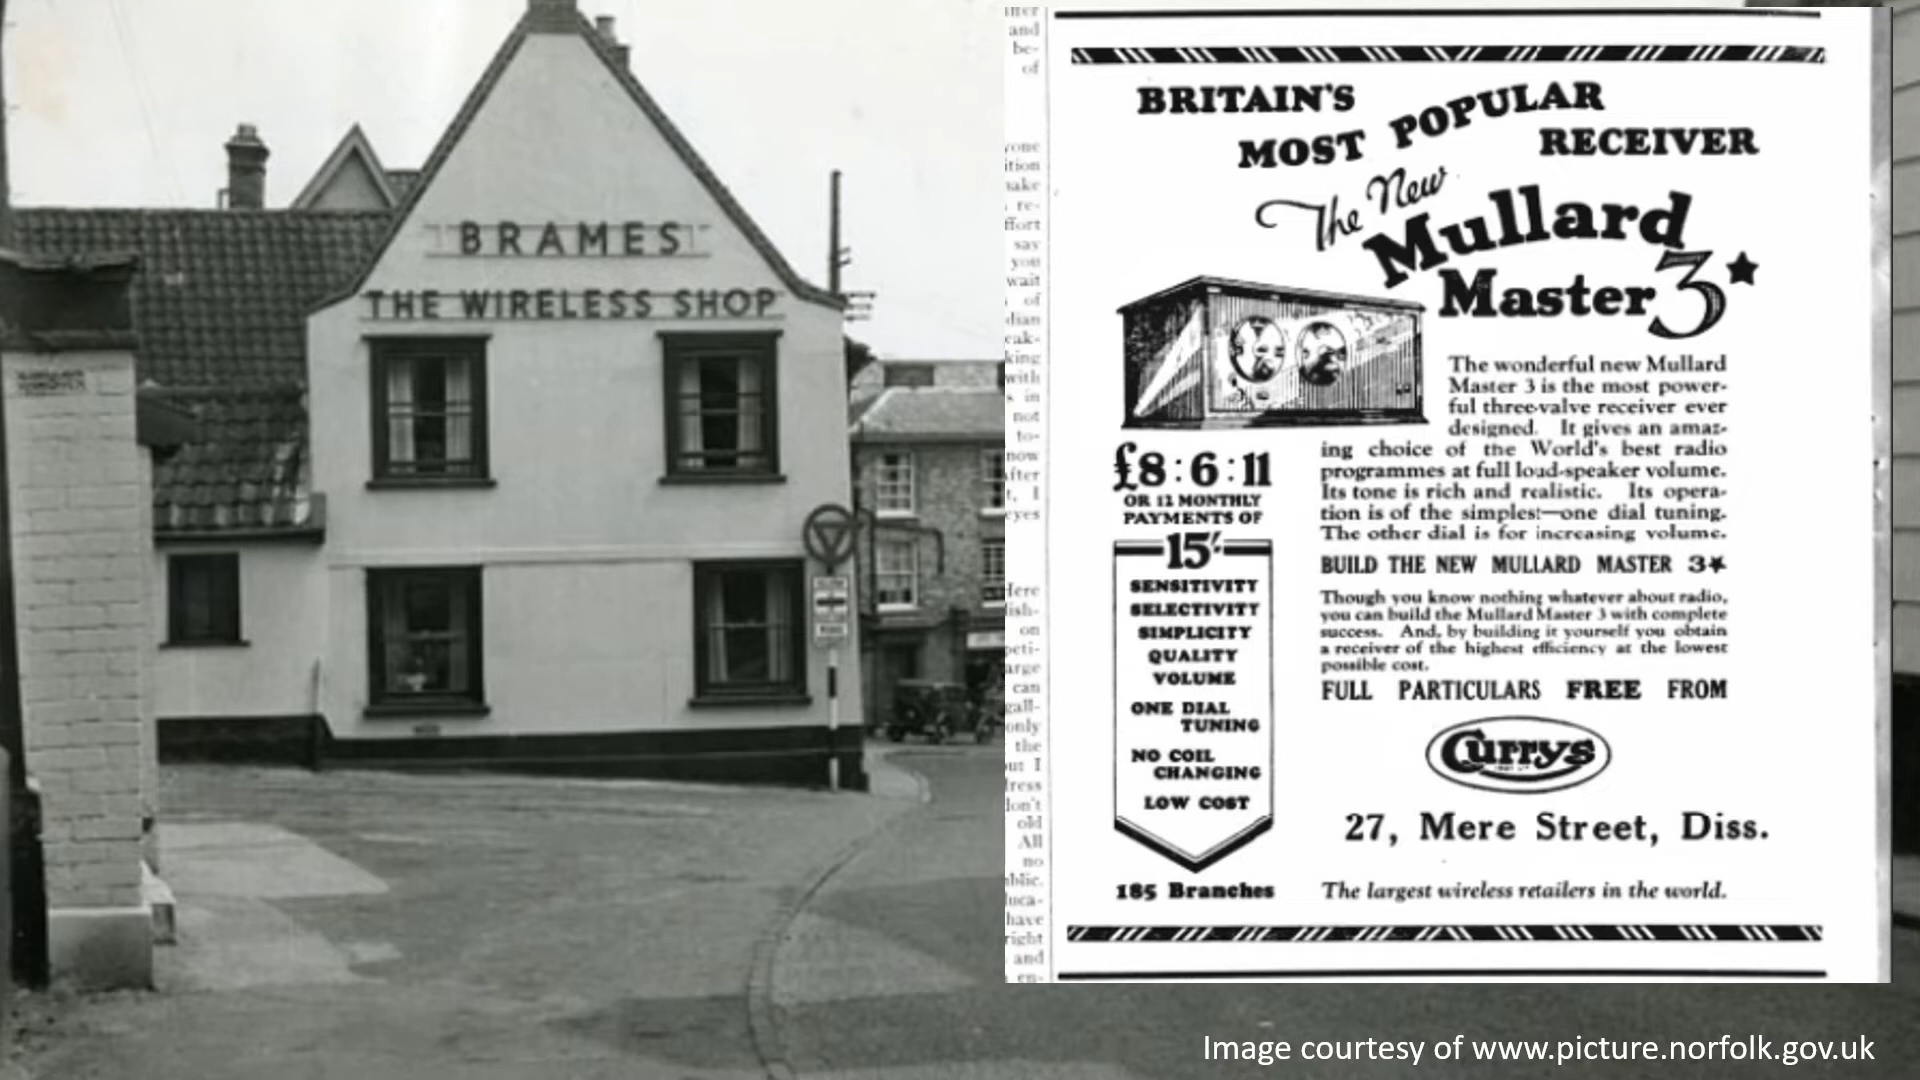 BRAMES
THE WIRELESS SHOP
BRITAIN'S
MOST POPULAR
RECEIVER
The New
Mullard
Master 3★
The wonderful new Mullard
Master 3 is the most power-
ful three-valve receiver ever
designed. It gives an amaz-
ing choice of the World's best radio
programmes at full loud-speaker volume.
Its tone is rich and realistic. Its opera-
tion is of the simplest—one dial tuning.
The other dial is for increasing volume.
BUILD THE NEW MULLARD MASTER 3★
Though you know nothing whatever about radio,
you can build the Mullard Master 3 with complete
success. And, by building it yourself you obtain
a receiver of the highest efficiency at the lowest
possible cost.
FULL PARTICULARS FREE FROM
Currys
27, Mere Street, Diss.
The largest wireless retailers in the world.
£8:6:11
OR 12 MONTHLY
PAYMENTS OF
15/-
SENSITIVITY
SELECTIVITY
SIMPLICITY
QUALITY
VOLUME
ONE DIAL
TUNING
NO COIL
CHANGING
LOW COST
185 Branches
Image courtesy of www.picture.norfolk.gov.uk